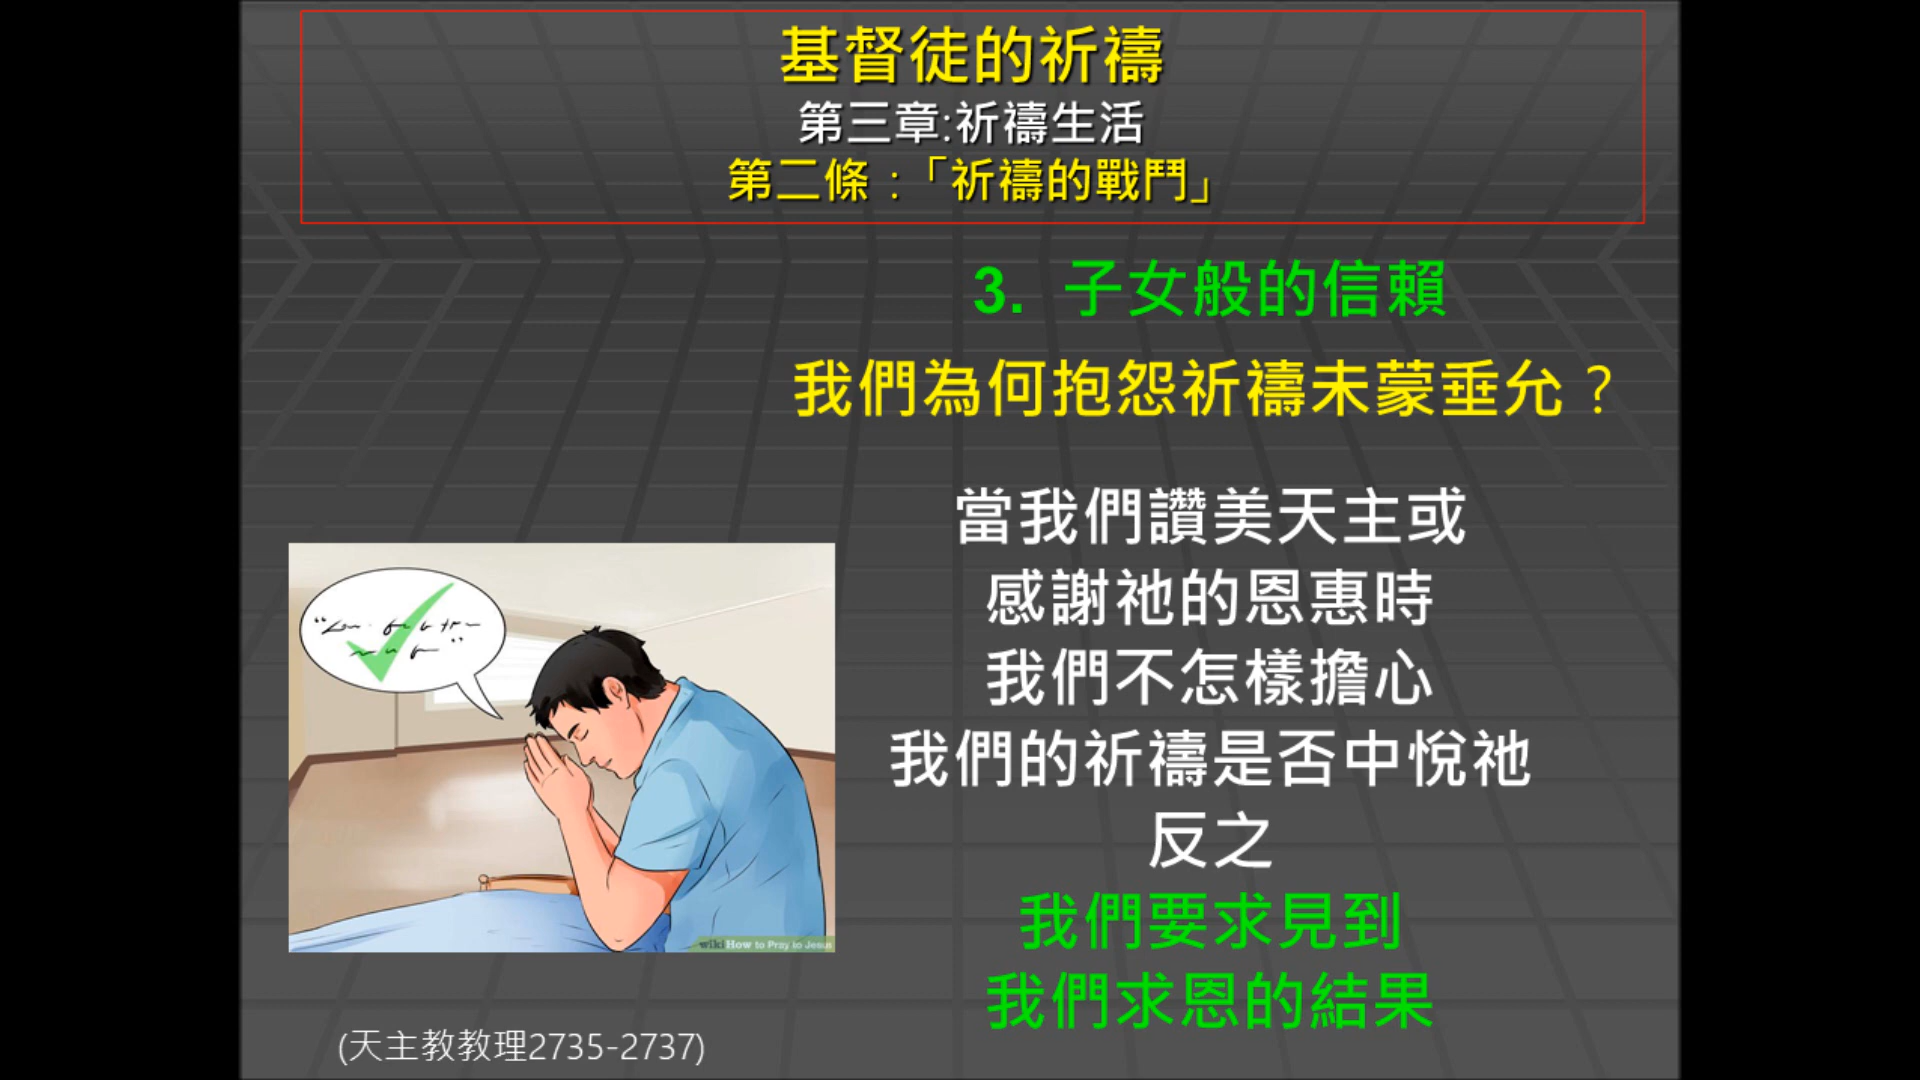 基督徒的祈禱
第三章:祈禱生活
第二條 :「祈禱的戰鬥」
3. 子女般的信賴
我們為何抱怨祈禱未蒙垂允？
當我們讚美天主或
感謝祂的恩惠時
我們不怎樣擔心
我們的祈禱是否中悅祂
反之
我們要求見到
我們求恩的結果
wikiHow to Pray to Jesus
(天主教教理2735-2737)